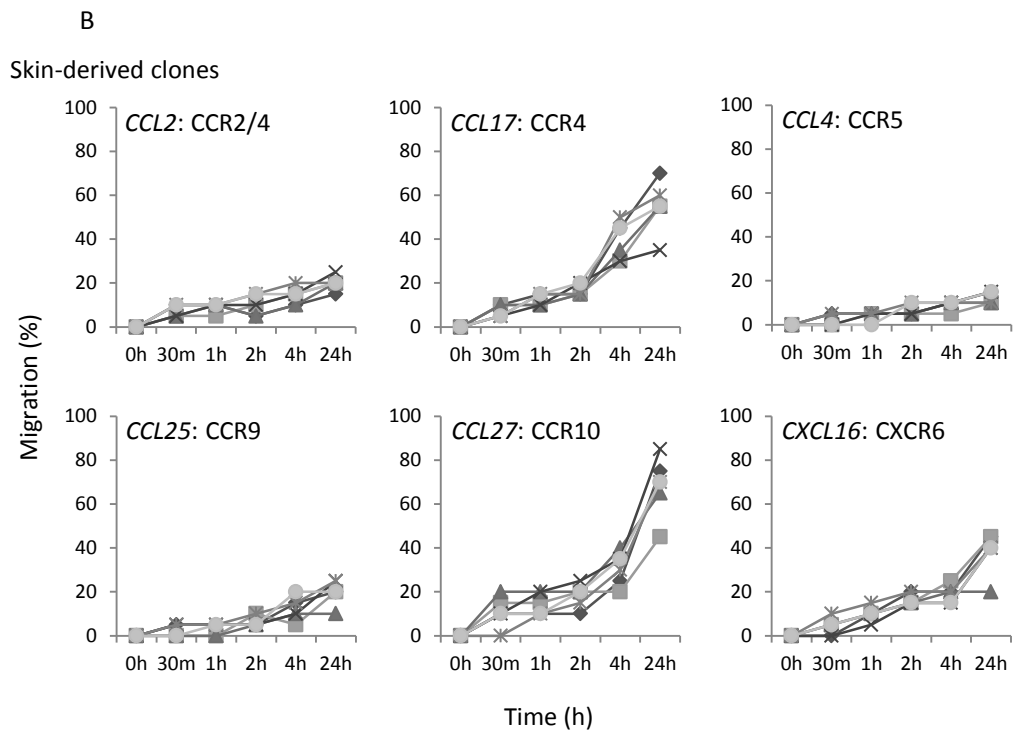 B
Skin-derived clones
CCL2: CCR2/4
100
80
60
40
20
0
0h 30m 1h 2h 4h 24h
CCL17: CCR4
100
80
60
40
20
0
0h 30m 1h 2h 4h 24h
CCL4: CCR5
100
80
60
40
20
0
0h 30m 1h 2h 4h 24h
Migration (%)
CCL25: CCR9
100
80
60
40
20
0
0h 30m 1h 2h 4h 24h
CCL27: CCR10
100
80
60
40
20
0
0h 30m 1h 2h 4h 24h
CXCL16: CXCR6
100
80
60
40
20
0
0h 30m 1h 2h 4h 24h
Time (h)